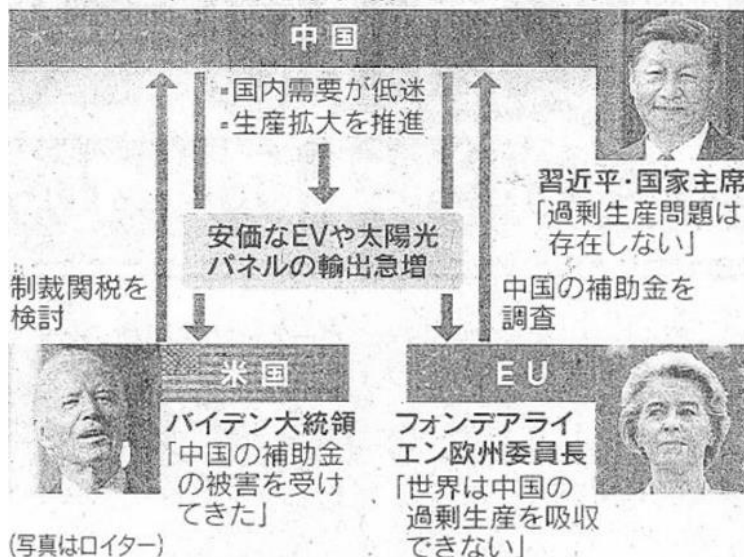 中国
・国内需要が低迷
・生産拡大を推進
習近平・国家主席
「過剰生産問題は
存在しない」
安価なEVや太陽光
パネルの輸出急増
制裁関税を
検討
中国の補助金を
調査
米国
バイデン大統領
「中国の補助金
の被害を受け
てきた」
EU
フォンデアライ
エン欧州委員長
「世界は中国の
過剰生産を吸収
できない」
(写真はロイター)